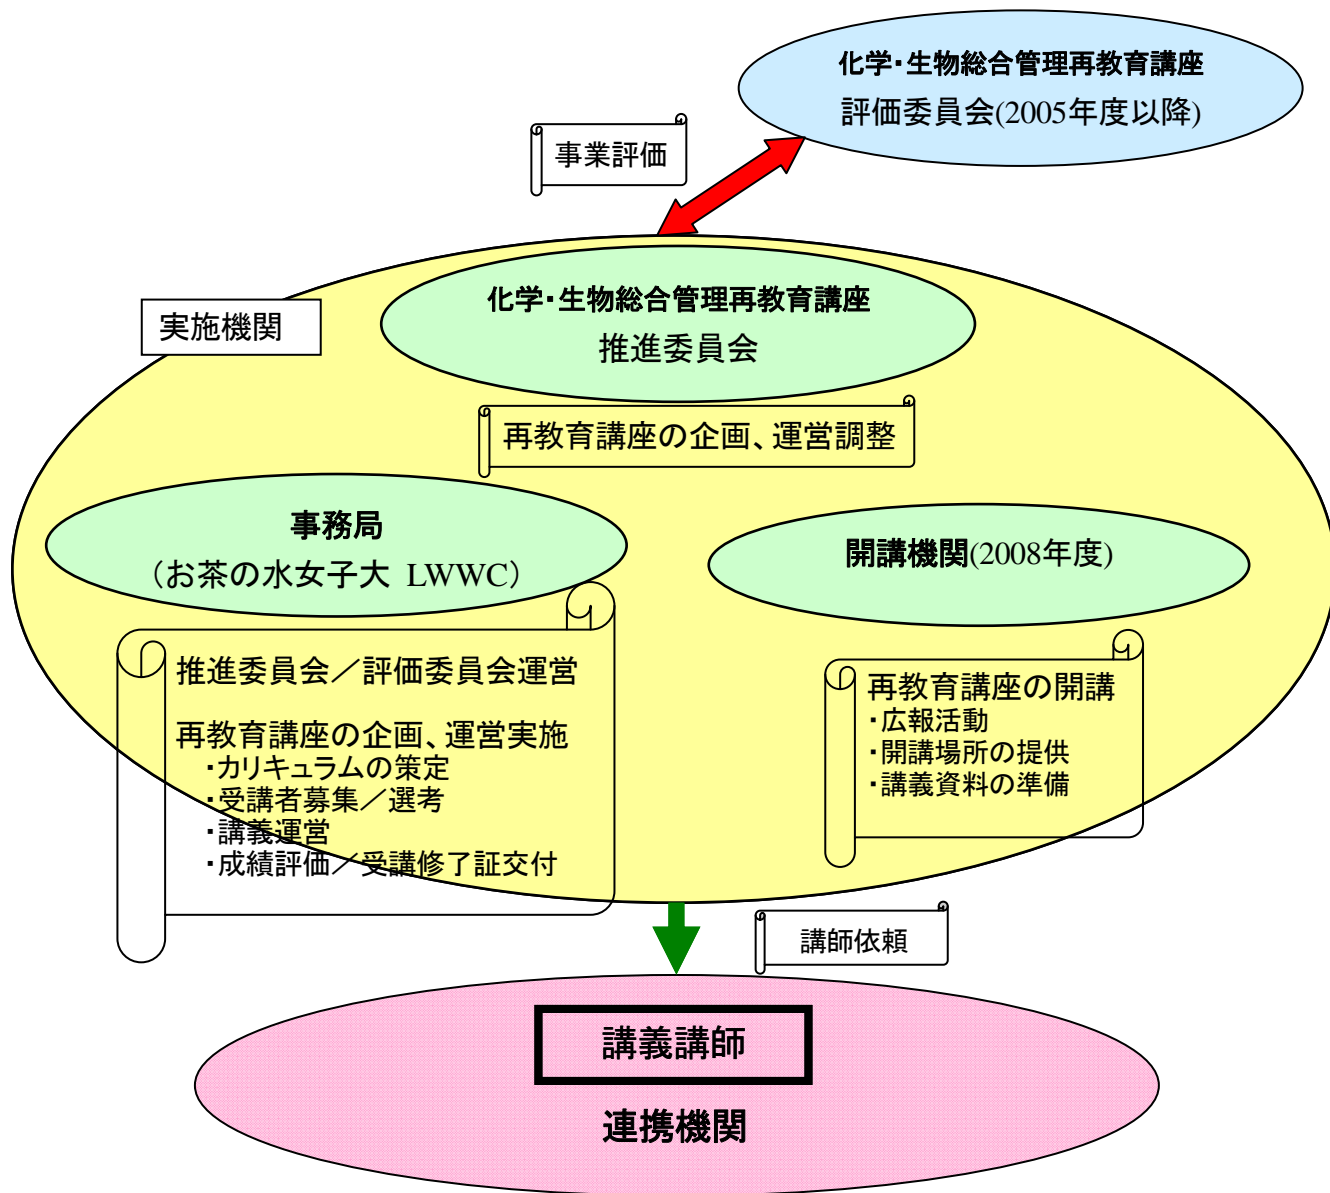 化学・生物総合管理再教育講座
評価委員会(2005年度以降)
事業評価
実施機関
化学・生物総合管理再教育講座
推進委員会
再教育講座の企画、運営調整
事務局
（お茶の水女子大 LWWC）
開講機関(2008年度)
推進委員会／評価委員会運営
再教育講座の企画、運営実施
・カリキュラムの策定
・受講者募集／選考
・講義運営
・成績評価／受講修了証交付
再教育講座の開講
・広報活動
・開講場所の提供
・講義資料の準備
講師依頼
講義講師
連携機関